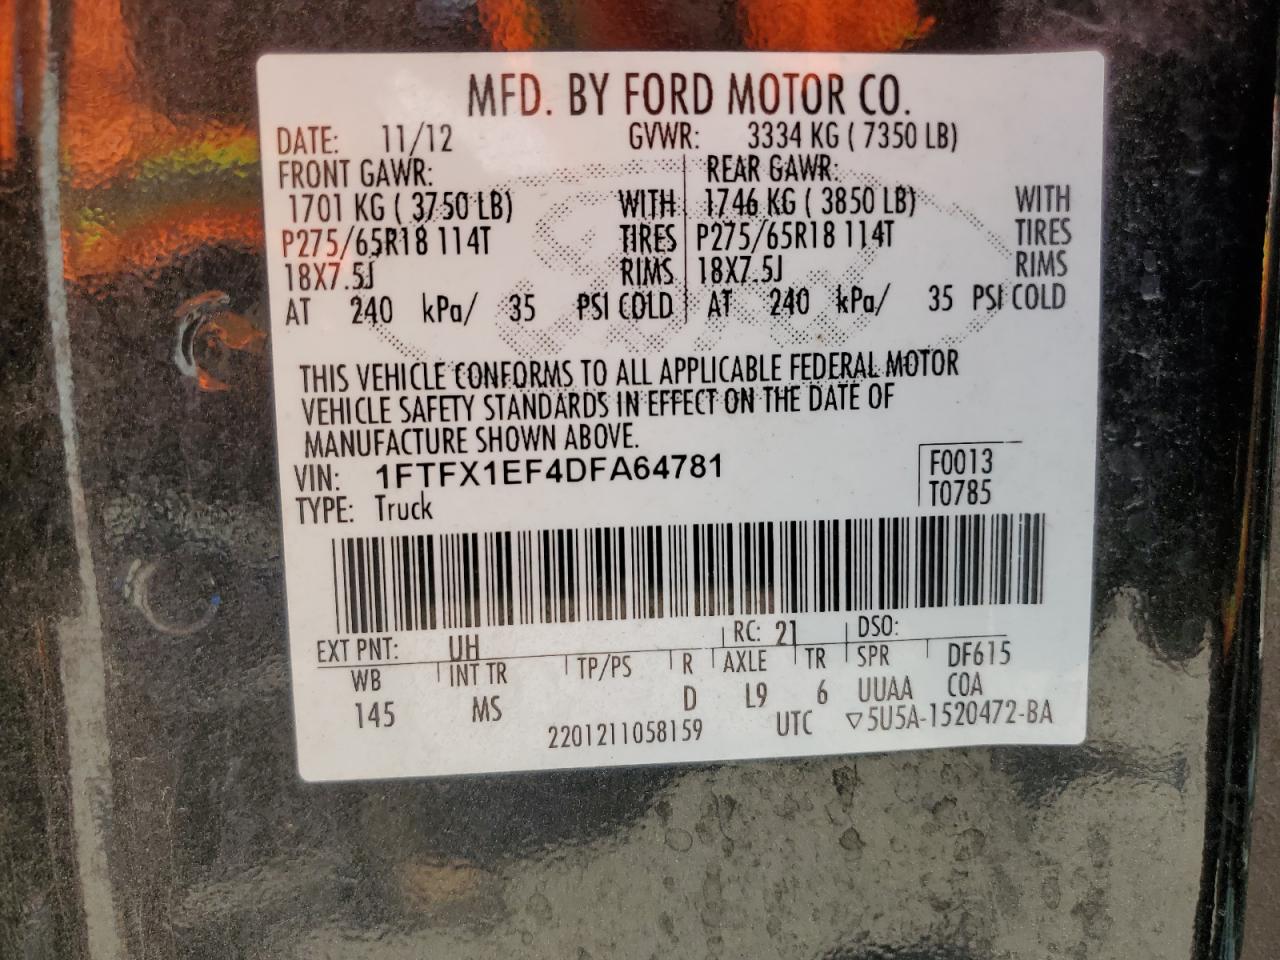 MFD. BY FORD MOTOR CO.
DATE: 11/12 GVWR: 3334 KG ( 7350 LB)
FRONT GAWR: REAR GAWR:
1701 KG ( 3750 LB) WITH 1746 KG ( 3850 LB) WITH
P275/65R18 114T TIRES P275/65R18 114T TIRES
18X7.5J RIMS 18X7.5J RIMS
AT 240 kPa/ 35 PSI COLD AT 240 kPa/ 35 PSI COLD
THIS VEHICLE CONFORMS TO ALL APPLICABLE FEDERAL MOTOR
VEHICLE SAFETY STANDARDS IN EFFECT ON THE DATE OF
MANUFACTURE SHOWN ABOVE.
VIN: 1FTFX1EF4DFA64781 F0013
TYPE: Truck T0785
EXT PNT: UH RC: 21 DSO:
WB INT TR TP/PS R AXLE TR SPR DF615
145 MS D L9 6 UUAA COA
2201211058159 UTC ▽5U5A-1520472-BA